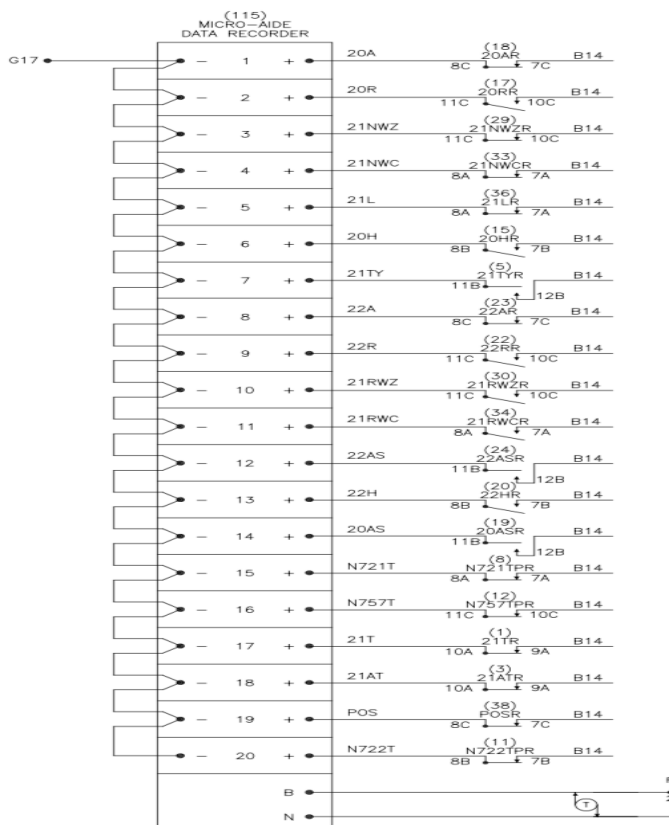 (115)
MICRO-AIDE
DATA RECORDER
G17 - 1 + 20A (18) 20AR 8C 7C B14
- 2 + 20R (17) 20RR 11C 10C B14
- 3 + 21NWZ (29) 21NWZR 11C 10C B14
- 4 + 21NWC (33) 21NWCR 8A 7A B14
- 5 + 21L (36) 21LR 8A 7A B14
- 6 + 20H (15) 20HR 8B 7B B14
- 7 + 21TY (5) 21TYR 11B 12B B14
- 8 + 22A (23) 22AR 8C 7C B14
- 9 + 22R (22) 22RR 11C 10C B14
- 10 + 21RWZ (30) 21RWZR 11C 10C B14
- 11 + 21RWC (34) 21RWCR 8A 7A B14
- 12 + 22AS (24) 22ASR 11B 12B B14
- 13 + 22H (20) 22HR 8B 7B B14
- 14 + 20AS (19) 20ASR 11B 12B B14
- 15 + N721T (8) N721TPR 8A 7A B14
- 16 + N757T (12) N757TPR 11C 10C B14
- 17 + 21T (1) 21TR 10A 9A B14
- 18 + 21AT (3) 21ATR 10A 9A B14
- 19 + POS (38) POSR 8C 7C B14
- 20 + N722T (11) N722TPR 8B 7B B14
B
T
N